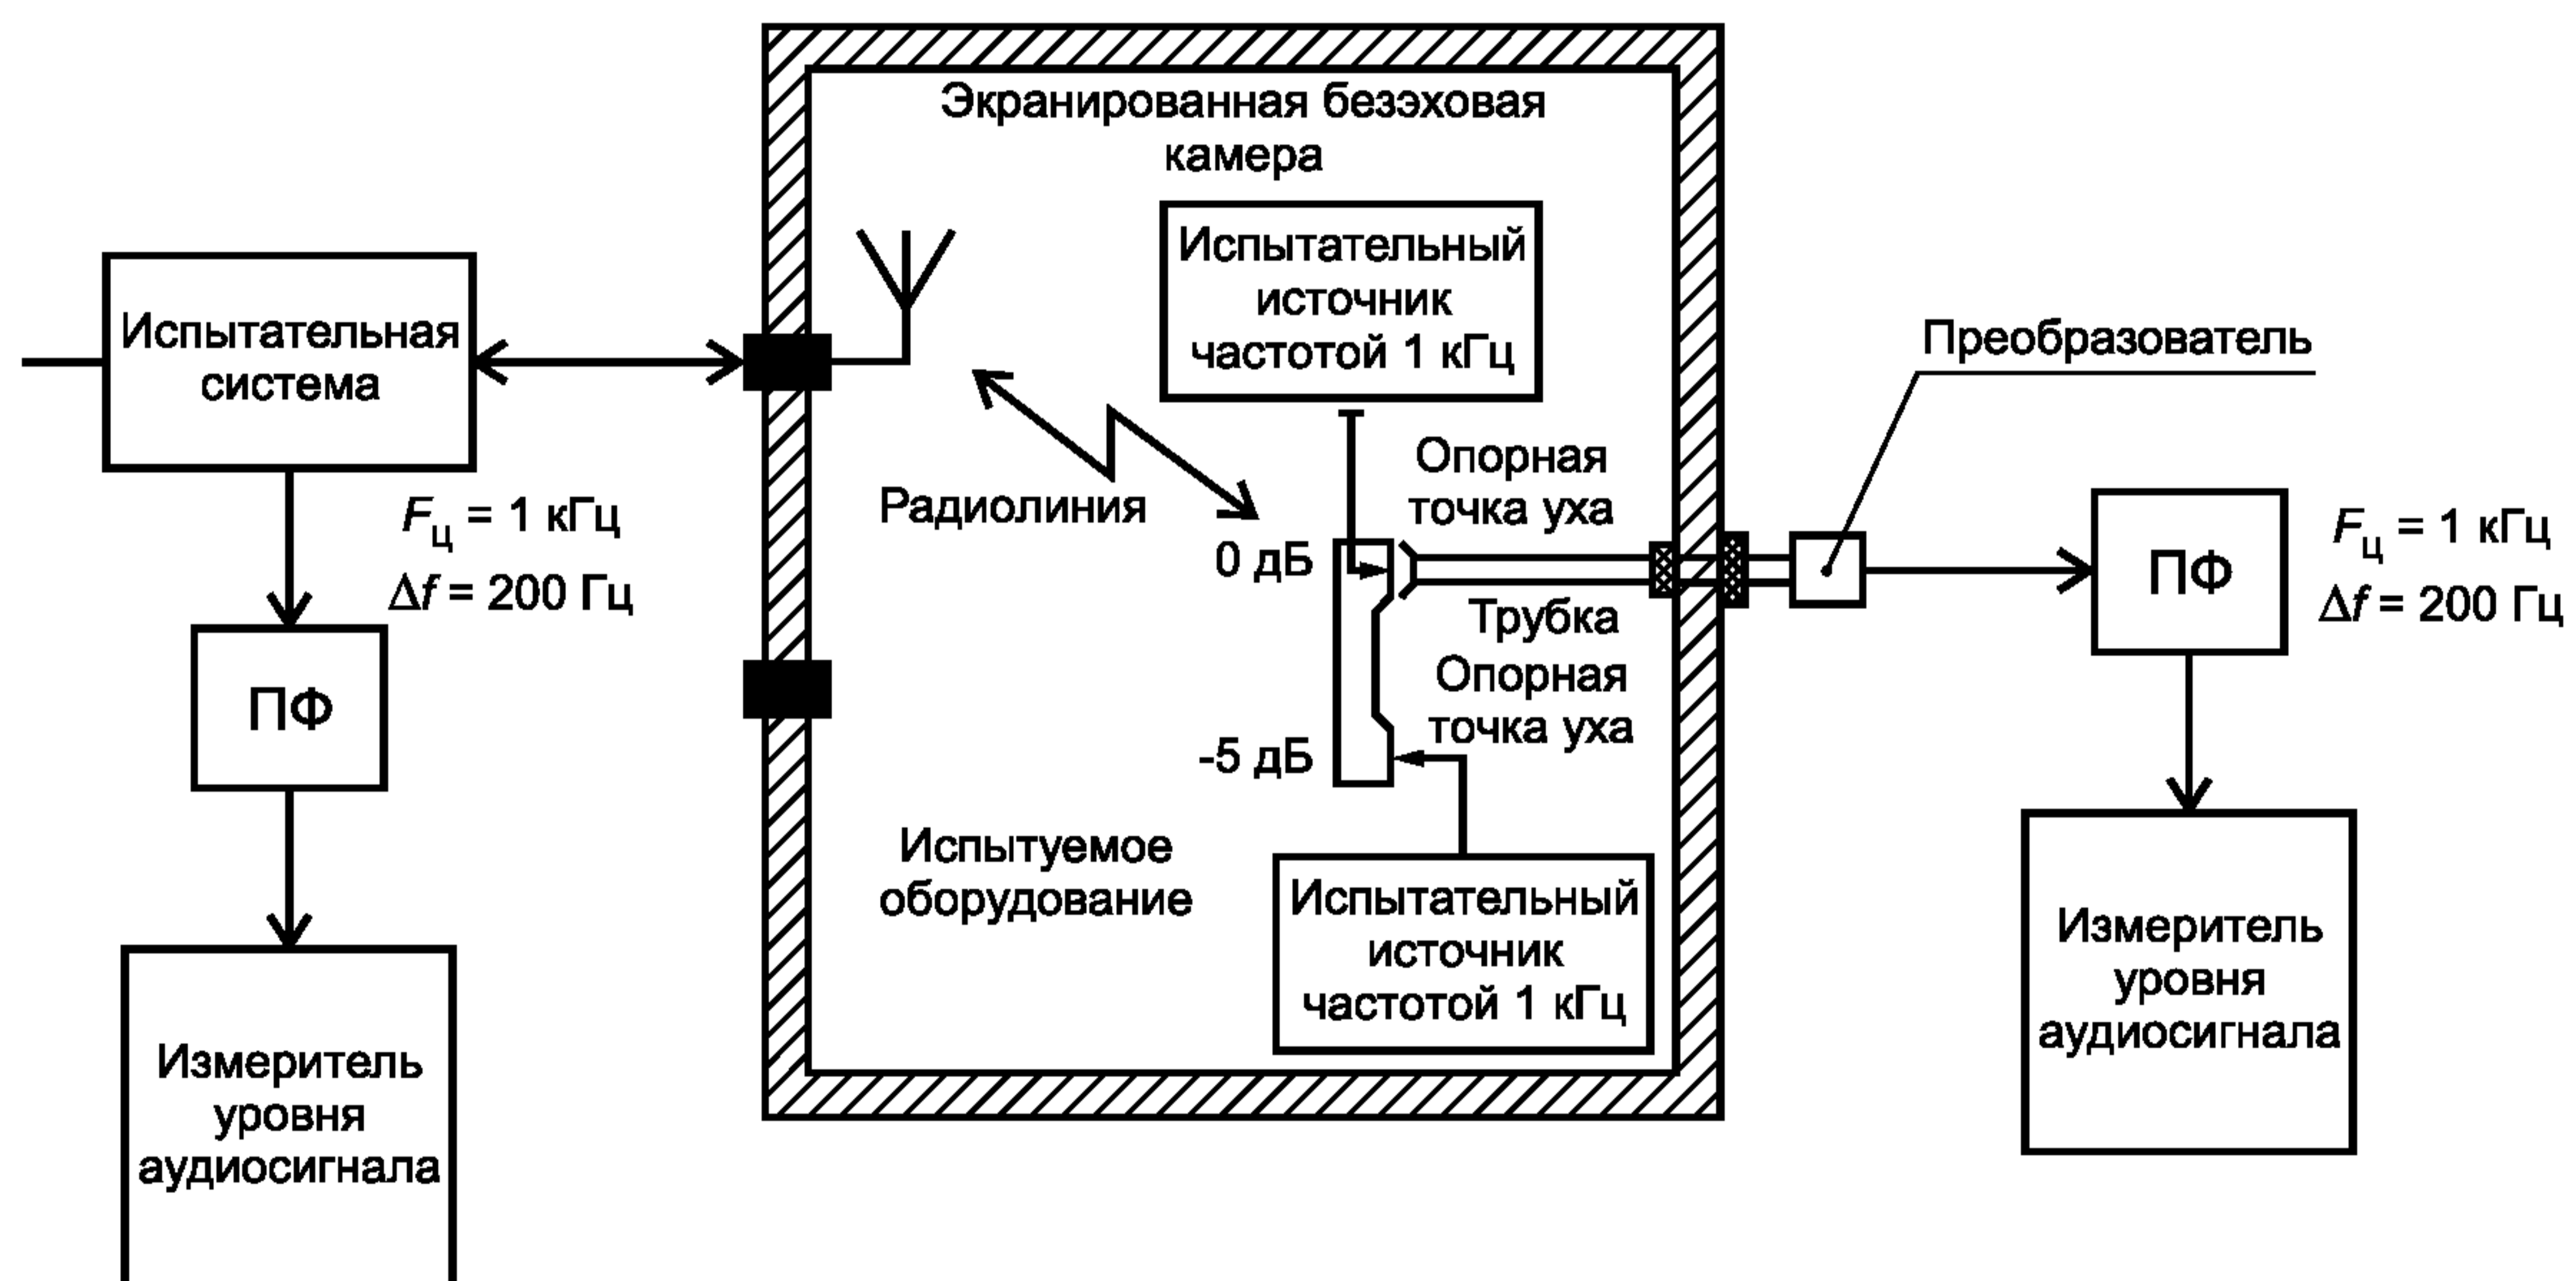 Экранированная безэховая
камера
Испытательная
система
Испытательный
источник
частотой 1 кГц
Преобразователь
Радиолиния
Опорная
точка уха
0 дБ
Fц = 1 кГц
Δf = 200 Гц
ПФ
Трубка
Опорная
точка уха
-5 дБ
ПФ
Fц = 1 кГц
Δf = 200 Гц
Испытуемое
оборудование
Испытательный
источник
частотой 1 кГц
Измеритель
уровня
аудиосигнала
Измеритель
уровня
аудиосигнала